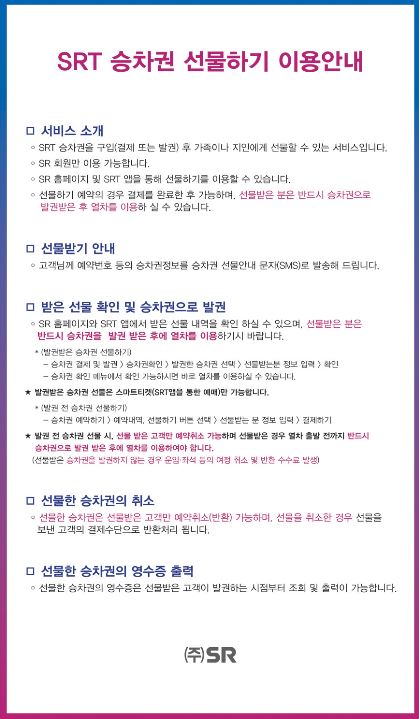 SRT 승차권 선물하기 이용안내
□ 서비스 소개
○ SRT 승차권을 구입(결제 또는 발권) 후 가족이나 지인에게 선물할 수 있는 서비스입니다.
○ SR 회원만 이용 가능합니다.
○ SR 홈페이지 및 SRT 앱을 통해 선물하기를 이용할 수 있습니다.
○ 선물하기 예약의 경우 결제를 완료한 후 가능하며, 선물받은 분은 반드시 승차권으로
발권받은 후 열차를 이용하 실 수 있습니다.
□ 선물받기 안내
○ 고객님께 예약번호 등의 승차권정보를 승차권 선물안내 문자(SMS)로 발송해 드립니다.
□ 받은 선물 확인 및 승차권으로 발권
○ SR 홈페이지와 SRT 앱에서 받은 선물 내역을 확인 하실 수 있으며, 선물받은 분은
반드시 승차권을 발권 받은 후에 열차를 이용하시기 바랍니다.
* (발권받은 승차권 선물하기)
- 승차권 결제 및 발권 > 승차권확인 > 발권한 승차권 선택 > 선물받는분 정보 입력 > 확인
- 승차권 확인 메뉴에서 확인 가능하시면 바로 열차를 이용하실 수 있습니다.
★ 발권받은 승차권 선물은 스마트티켓(SRT앱을 통한 예매)만 가능합니다.
* (발권 전 승차권 선물하기)
- 승차권 예약하기 > 예약내역, 선물하기 버튼 선택 > 선물받는 분 정보 입력 > 결제하기
★ 발권 전 승차권 선물 시, 선물 받은 고객만 예약취소 가능하며 선물받은 경우 열차 출발 전까지 반드시
승차권으로 발권 받은 후에 열차를 이용하여야 합니다.
(선물받은 승차권을 발권하지 않는 경우 운임·좌석 등의 여정 취소 및 반환 수수료 발생)
□ 선물한 승차권의 취소
○ 선물한 승차권은 선물받은 고객만 예약취소(반환) 가능하며, 선물을 취소한 경우 선물을
보낸 고객의 결제수단으로 반환처리 됩니다.
□ 선물한 승차권의 영수증 출력
○ 선물한 승차권의 영수증은 선물받은 고객이 발권하는 시점부터 조회 및 출력이 가능합니다.
(주)SR